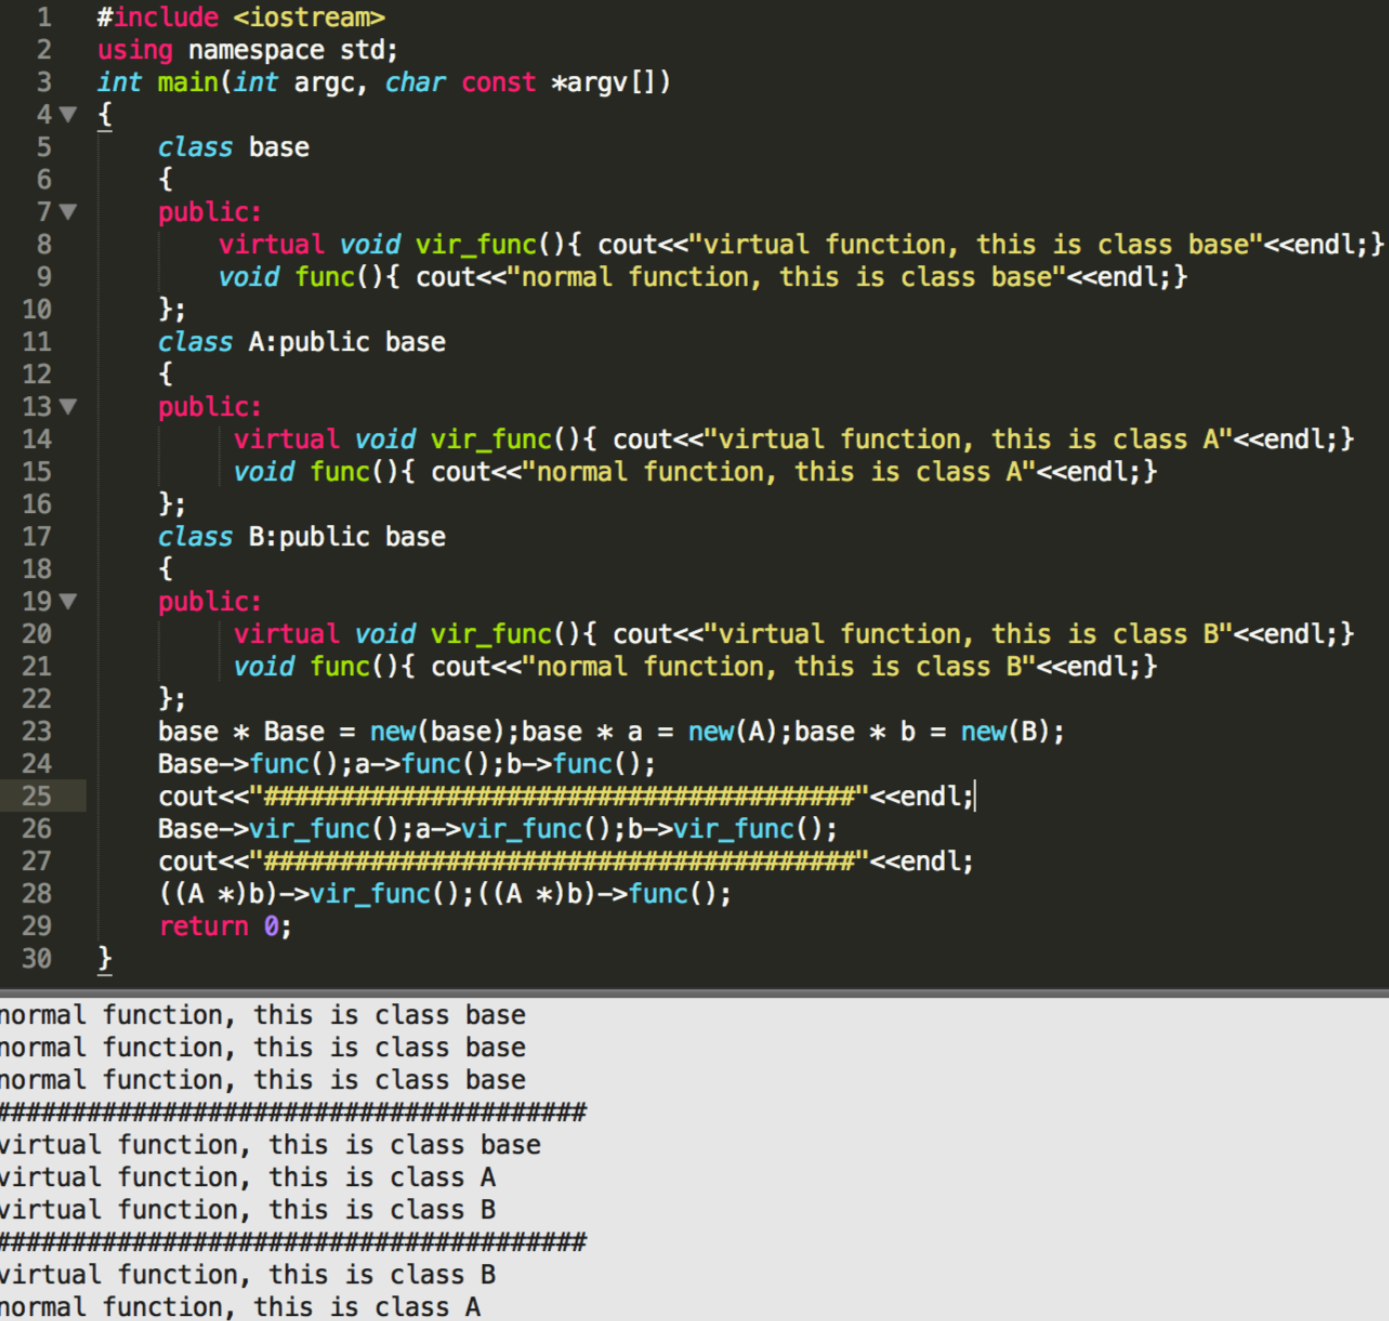 1 #include <iostream>
2 using namespace std;
3 int main(int argc, char const *argv[])
4 {
5 class base
6 {
7 public:
8 virtual void vir_func(){ cout<<"virtual function, this is class base"<<endl;}
9 void func(){ cout<<"normal function, this is class base"<<endl;}
10 };
11 class A:public base
12 {
13 public:
14 virtual void vir_func(){ cout<<"virtual function, this is class A"<<endl;}
15 void func(){ cout<<"normal function, this is class A"<<endl;}
16 };
17 class B:public base
18 {
19 public:
20 virtual void vir_func(){ cout<<"virtual function, this is class B"<<endl;}
21 void func(){ cout<<"normal function, this is class B"<<endl;}
22 };
23 base * Base = new(base);base * a = new(A);base * b = new(B);
24 Base->func();a->func();b->func();
25 cout<<"#######################################"<<endl;
26 Base->vir_func();a->vir_func();b->vir_func();
27 cout<<"#######################################"<<endl;
28 ((A *)b)->vir_func();((A *)b)->func();
29 return 0;
30 }
normal function, this is class base
normal function, this is class base
normal function, this is class base
#######################################
virtual function, this is class base
virtual function, this is class A
virtual function, this is class B
#######################################
virtual function, this is class B
normal function, this is class A